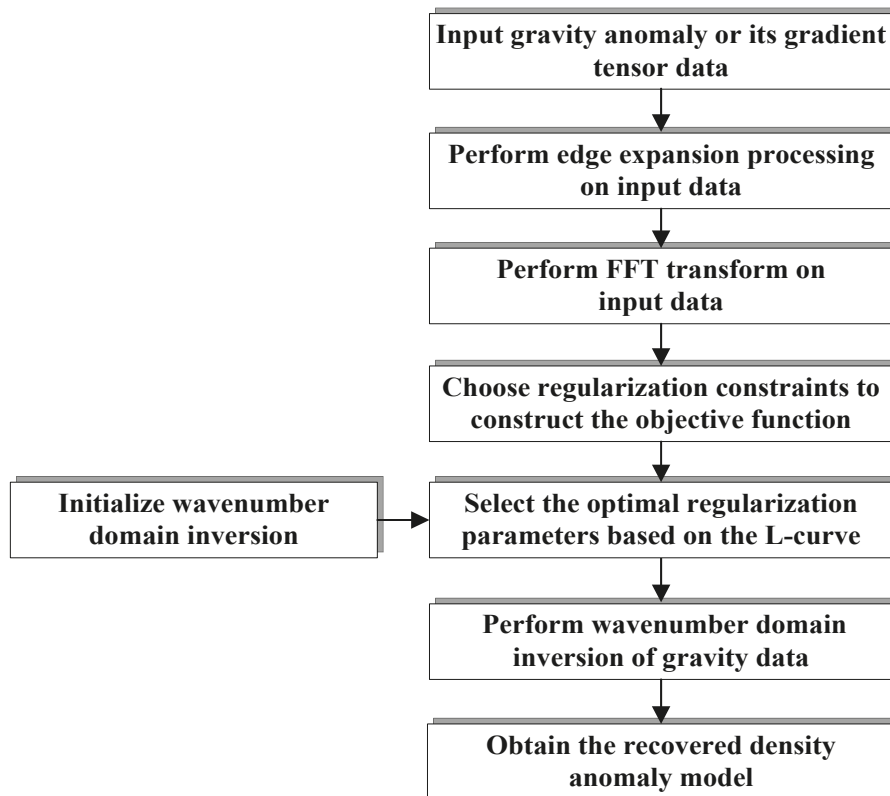 Input gravity anomaly or its gradient
tensor data
Perform edge expansion processing
on input data
Perform FFT transform on
input data
Choose regularization constraints to
construct the objective function
Initialize wavenumber
domain inversion
Select the optimal regularization
parameters based on the L-curve
Perform wavenumber domain
inversion of gravity data
Obtain the recovered density
anomaly model